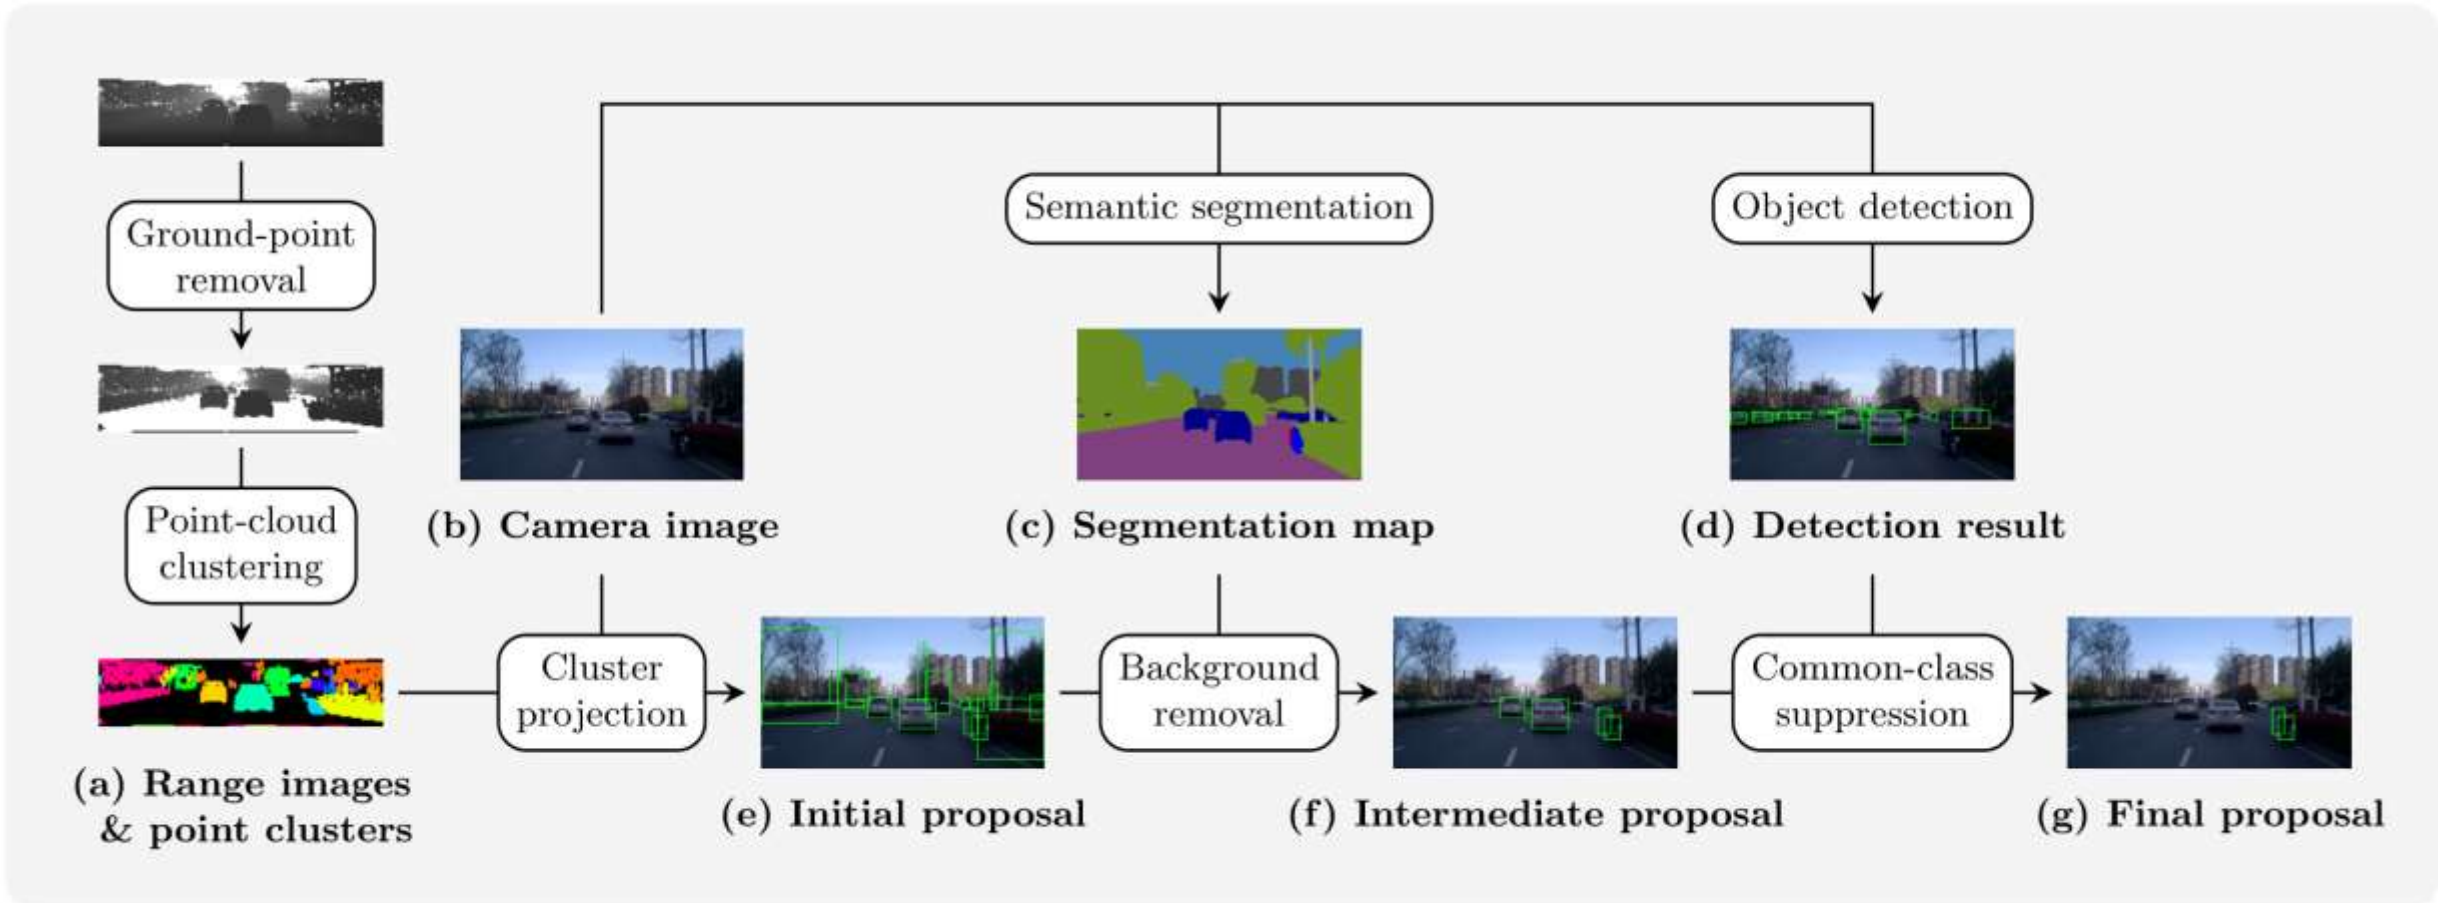 Ground-point
removal
Point-cloud
clustering
(a) Range images
& point clusters
Semantic segmentation
Object detection
(b) Camera image
(c) Segmentation map
(d) Detection result
Cluster
projection
Background
removal
Common-class
suppression
(e) Initial proposal
(f) Intermediate proposal
(g) Final proposal